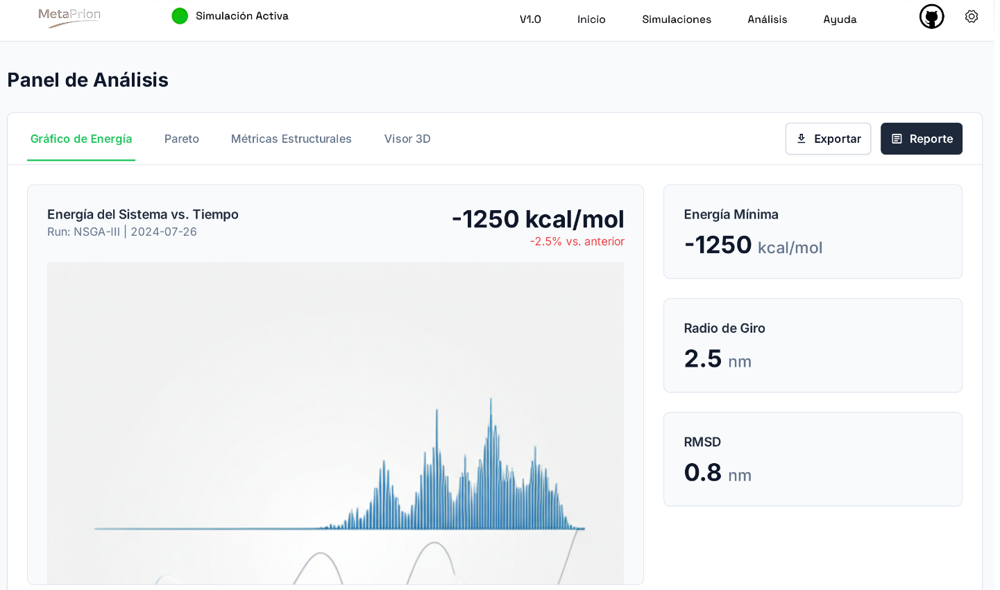 MetaPrion
Simulación Activa
V1.0
Inicio
Simulaciones
Análisis
Ayuda
Panel de Análisis
Gráfico de Energía
Pareto
Métricas Estructurales
Visor 3D
Exportar
Reporte
Energía del Sistema vs. Tiempo
Run: NSGA-III | 2024-07-26
-1250 kcal/mol
-2.5% vs. anterior
Energía Mínima
-1250 kcal/mol
Radio de Giro
2.5 nm
RMSD
0.8 nm